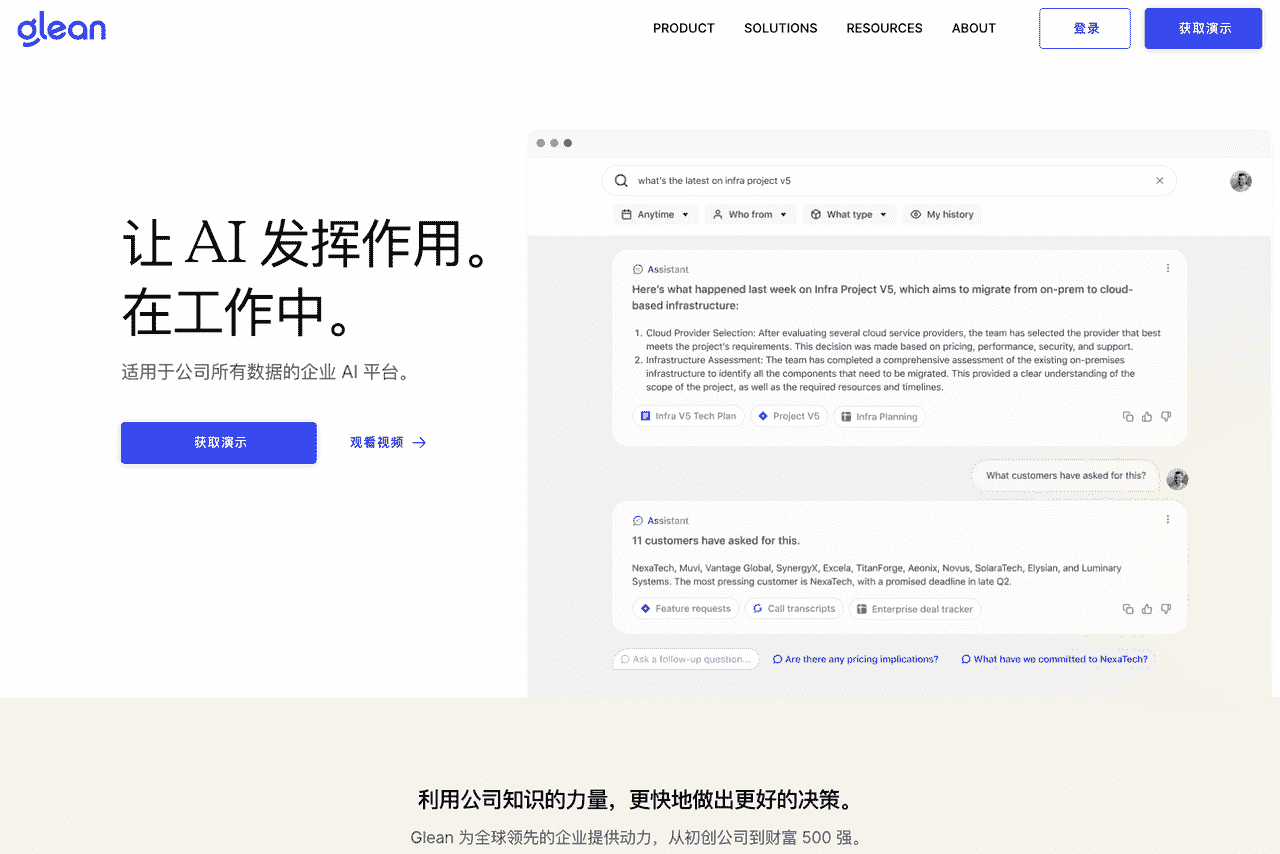 glean
PRODUCT SOLUTIONS RESOURCES ABOUT 登录 获取演示
让 AI 发挥作用。
在工作中。
适用于公司所有数据的企业 AI 平台。
获取演示 观看视频
what's the latest on infra project v5
Anytime Who from What type My history
Assistant
Here's what happened last week on Infra Project V5, which aims to migrate from on-prem to cloud-
based infrastructure:
1. Cloud Provider Selection: After evaluating several cloud service providers, the team has selected the provider that best
meets the project's requirements. This decision was made based on pricing, performance, security, and support.
2. Infrastructure Assessment: The team has completed a comprehensive assessment of the existing on-premises
infrastructure to identify all the components that need to be migrated. This provided a clear understanding of the
scope of the project, as well as the required resources and timelines.
Infra V5 Tech Plan Project V5 Infra Planning
What customers have asked for this?
Assistant
11 customers have asked for this.
NexaTech, Muvi, Vantage Global, SynergyX, Excela, TitanForge, Aeonix, Novus, SolaraTech, Elysian, and Luminary
Systems. The most pressing customer is NexaTech, with a promised deadline in late Q2.
Feature requests Call transcripts Enterprise deal tracker
Ask a follow-up question... Are there any pricing implications? What have we committed to NexaTech?
利用公司知识的力量，更快地做出更好的决策。
Glean 为全球领先的企业提供动力，从初创公司到财富 500 强。